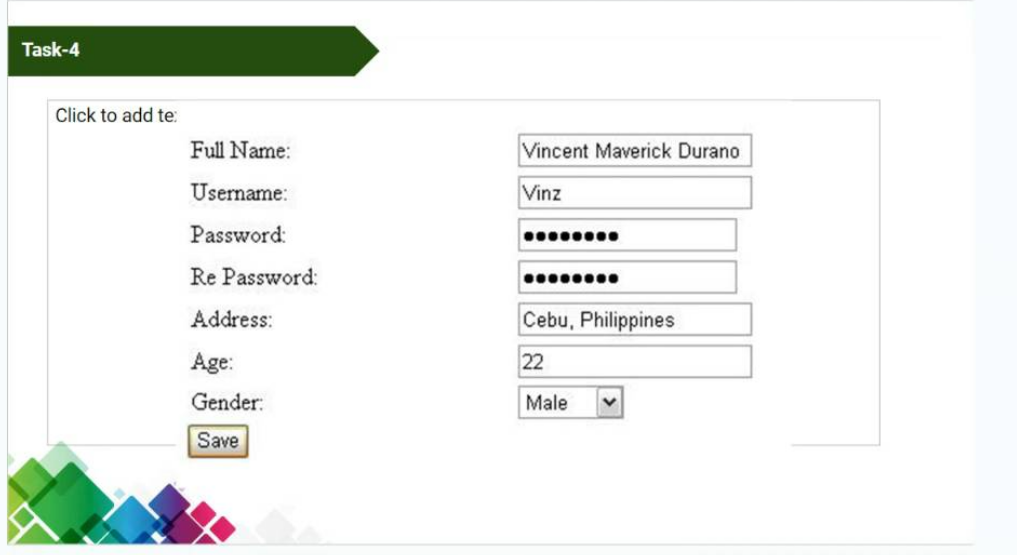 Task-4
Click to add te
Full Name: Vincent Maverick Durano
Username: Vinz
Password: ●●●●●●●●
Re Password: ●●●●●●●●
Address: Cebu, Philippines
Age: 22
Gender: Male
Save